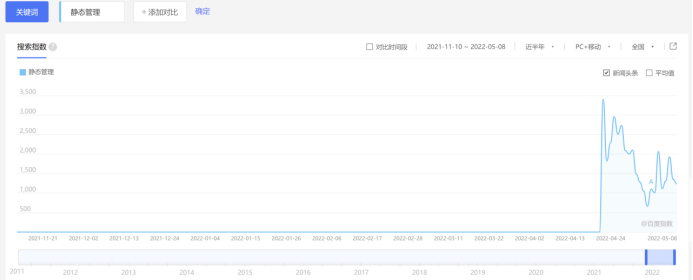 关键词 静态管理 +添加对比 确定
搜索指数 ? 对比时间段 2021-11-10 ~ 2022-05-08 近半年 PC+移动 全国
静态管理 新闻头条 平均值
3,500
3,000
2,500
2,000
1,500
1,000
500
A
@百度指数
2021-11-21 2021-12-02 2021-12-13 2021-12-24 2022-01-04 2022-01-15 2022-01-26 2022-02-06 2022-02-17 2022-02-28 2022-03-11 2022-03-22 2022-04-02 2022-04-13 2022-04-24 2022-05-08
2011 2012 2013 2014 2015 2016 2017 2018 2019 2020 2021 2022